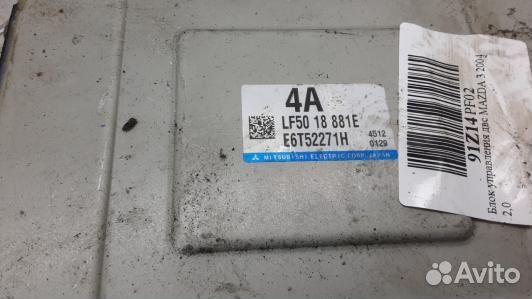 4A
LF50 18 881E
E6T52271H
4512
0129
MITSUBISHI ELECTRIC CORP. JAPAN
91Z14 PF02
Блок управления двс MAZDA 3 2004
2,0
Avito